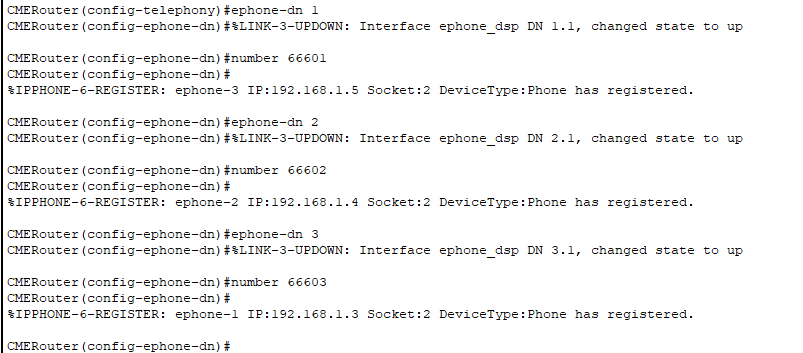 CMERouter(config-telephony)#ephone-dn 1
CMERouter(config-ephone-dn)#%LINK-3-UPDOWN: Interface ephone_dsp DN 1.1, changed state to up
CMERouter(config-ephone-dn)#number 66601
CMERouter(config-ephone-dn)#
%IPPHONE-6-REGISTER: ephone-3 IP:192.168.1.5 Socket:2 DeviceType:Phone has registered.
CMERouter(config-ephone-dn)#ephone-dn 2
CMERouter(config-ephone-dn)#%LINK-3-UPDOWN: Interface ephone_dsp DN 2.1, changed state to up
CMERouter(config-ephone-dn)#number 66602
CMERouter(config-ephone-dn)#
%IPPHONE-6-REGISTER: ephone-2 IP:192.168.1.4 Socket:2 DeviceType:Phone has registered.
CMERouter(config-ephone-dn)#ephone-dn 3
CMERouter(config-ephone-dn)#%LINK-3-UPDOWN: Interface ephone_dsp DN 3.1, changed state to up
CMERouter(config-ephone-dn)#number 66603
CMERouter(config-ephone-dn)#
%IPPHONE-6-REGISTER: ephone-1 IP:192.168.1.3 Socket:2 DeviceType:Phone has registered.
CMERouter(config-ephone-dn)#